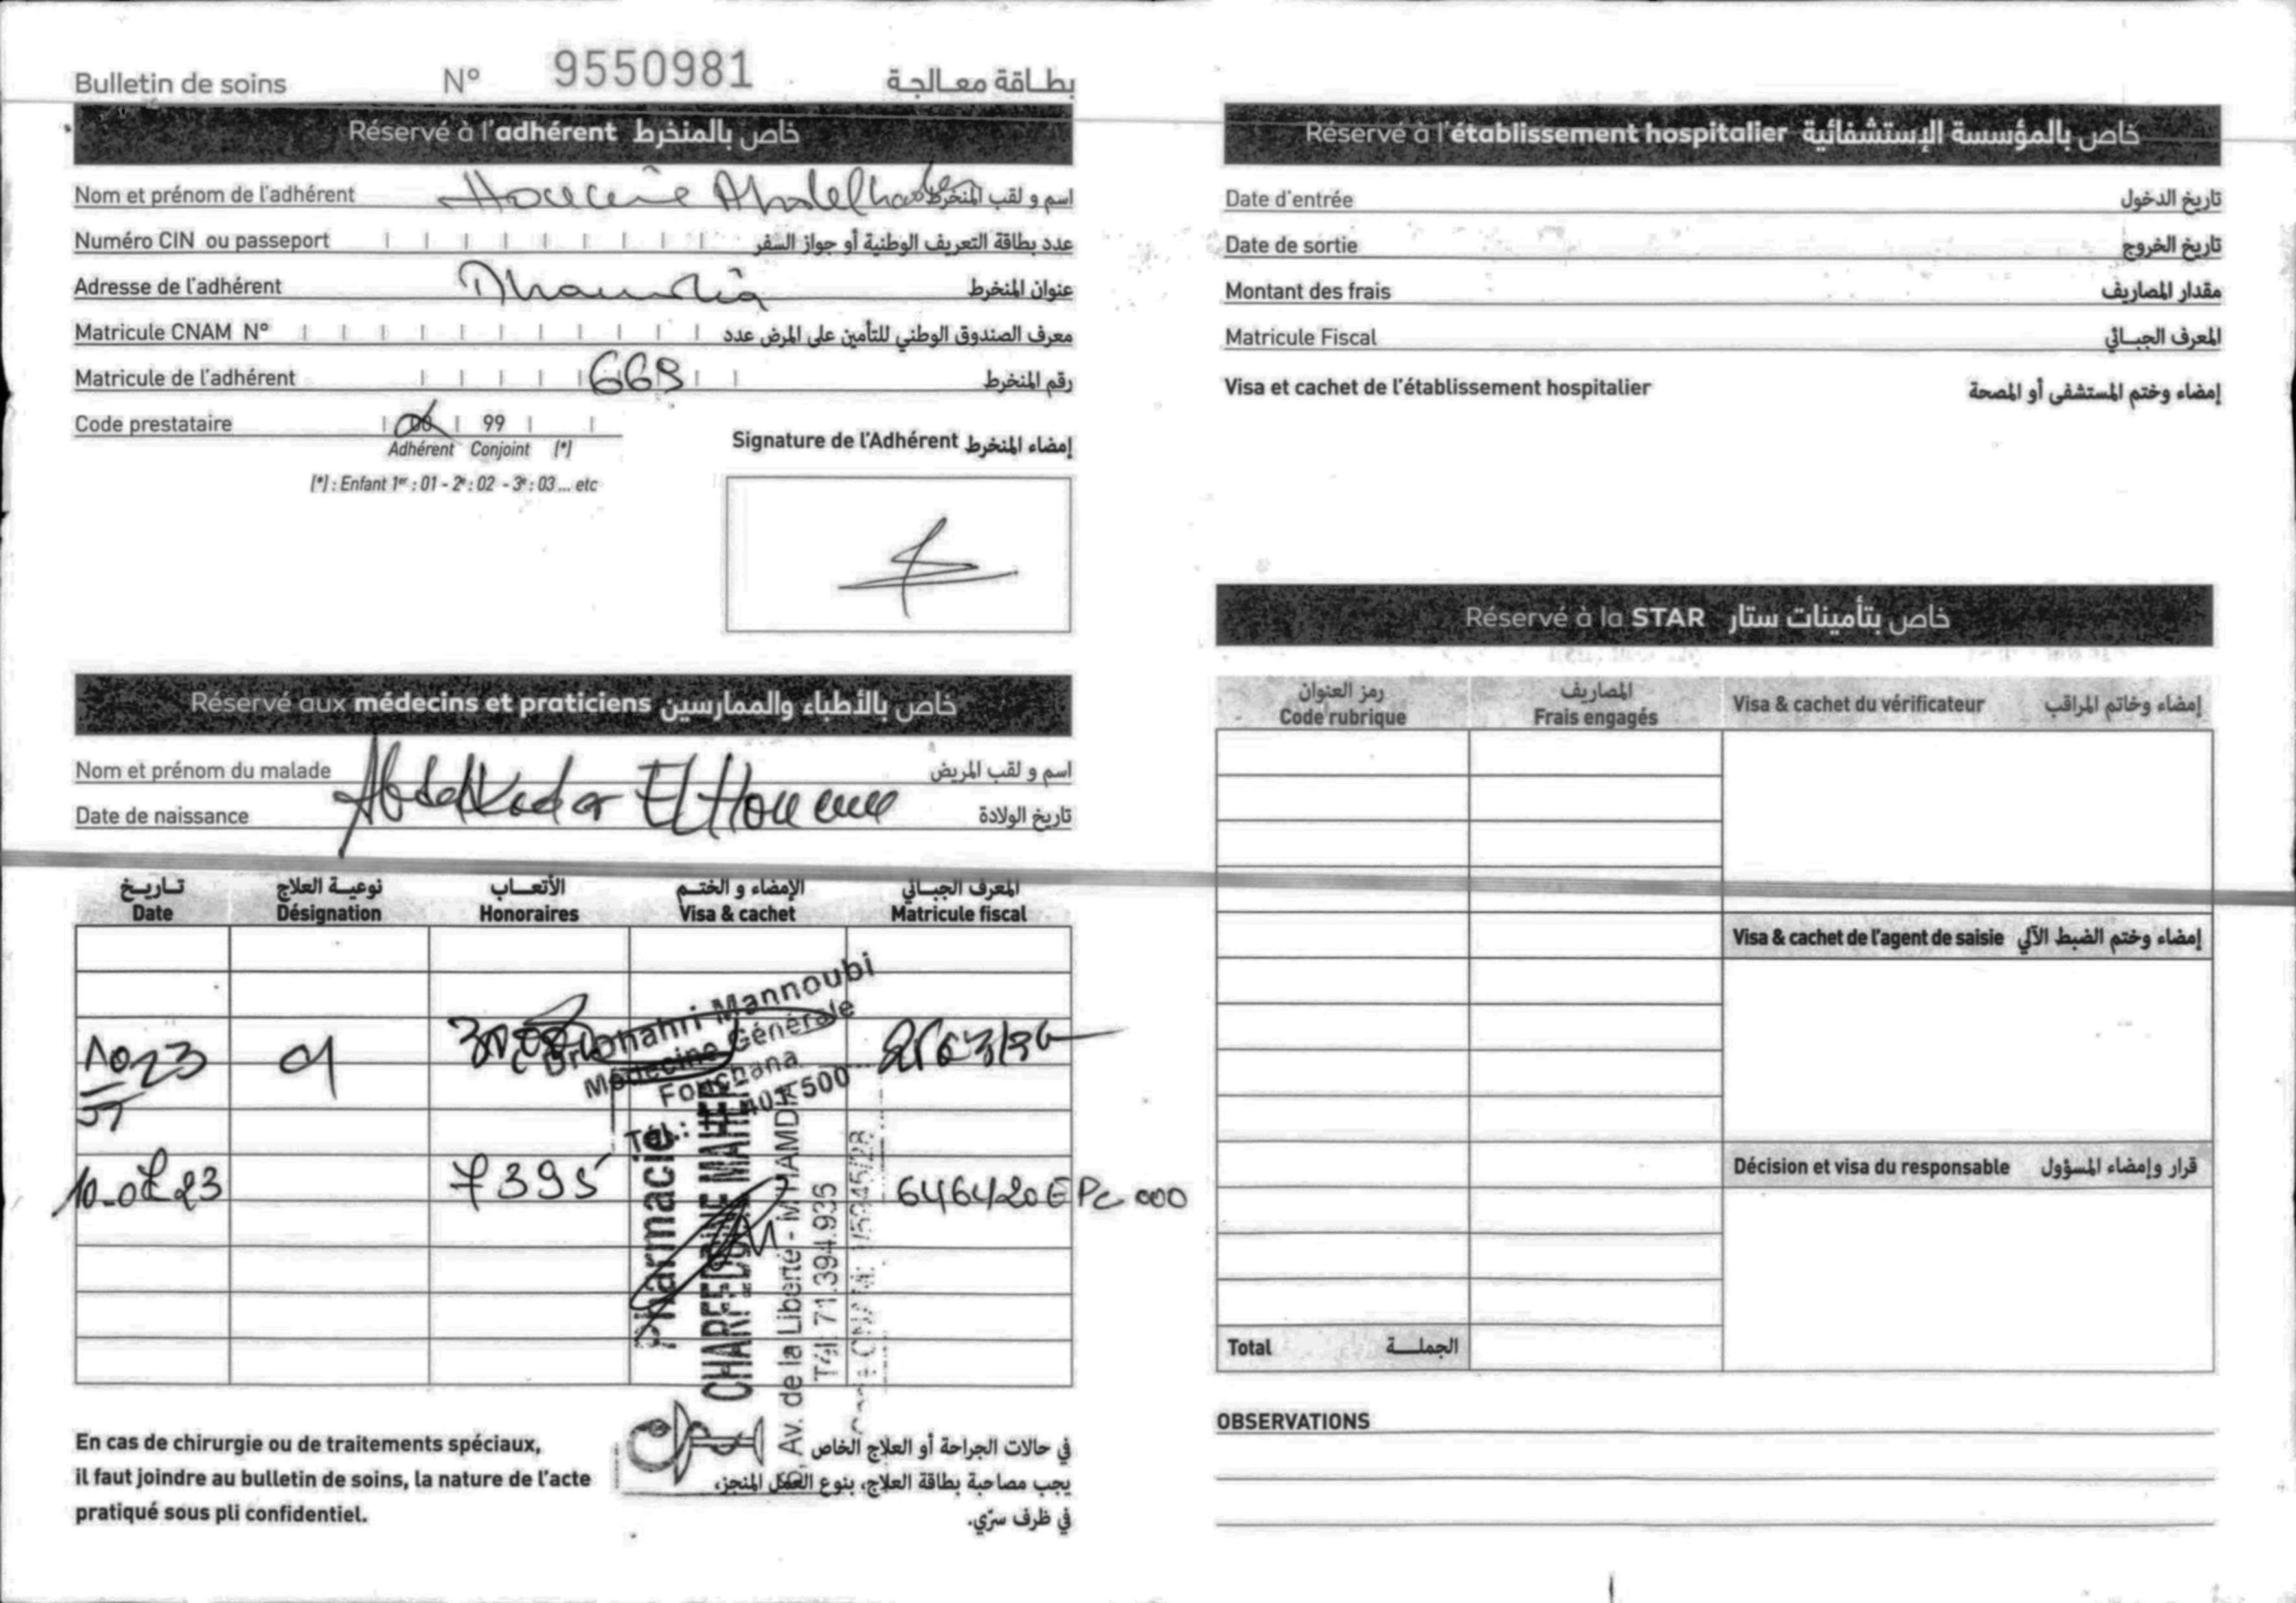 Bulletin de soins N° 9550981 بطاقة معالجة
Réservé à l'adhérent خاص بالمنخرط
Nom et prénom de l'adhérent Houcine Abdelkader اسم و لقب المنخرط
Numéro CIN ou passeport عدد بطاقة التعريف الوطنية أو جواز السفر
Adresse de l'adhérent عنوان المنخرط
Matricule CNAM N° معرف الصندوق الوطني للتأمين على المرض عدد
Matricule de l'adhérent 669 رقم المنخرط
Code prestataire 00 99
Adhérent Conjoint (*)
(*) : Enfant 1er : 01 - 2e : 02 - 3e : 03 ... etc
Signature de l'Adhérent إمضاء المنخرط
Réservé aux médecins et praticiens خاص بالأطباء والممارسين
Nom et prénom du malade Abdelkader El Houcine اسم و لقب المريض
Date de naissance تاريخ الولادة
تاريخ نوعية العلاج الأتعاب الإمضاء و الختم المعرف الجبائي
Date Désignation Honoraires Visa & cachet Matricule fiscal
Dr Dhahri Mannoubi
Médecine Générale
Fouchana
Tél.: 401 500
10-07-23 7395 646420 E Pc 000
Pharmacie
CHARFEDDINE MAHER
Av. de la Liberté - M'HAMDIA
Tél: 71.394.935
En cas de chirurgie ou de traitements spéciaux,
il faut joindre au bulletin de soins, la nature de l'acte
pratiqué sous pli confidentiel.
في حالات الجراحة أو العلاج الخاص
يجب مصاحبة بطاقة العلاج، بنوع العمل المنجز،
في ظرف سرّي.
Réservé à l'établissement hospitalier خاص بالمؤسسة الإستشفائية
Date d'entrée تاريخ الدخول
Date de sortie تاريخ الخروج
Montant des frais مقدار المصاريف
Matricule Fiscal المعرف الجبائي
Visa et cachet de l'établissement hospitalier إمضاء وختم المستشفى أو المصحة
Réservé à la STAR خاص بتأمينات ستار
رمز العنوان المصاريف
Code rubrique Frais engagés Visa & cachet du vérificateur إمضاء وخاتم المراقب
Visa & cachet de l'agent de saisie إمضاء وختم الضبط الآلي
Décision et visa du responsable قرار وإمضاء المسؤول
Total الجملة
OBSERVATIONS